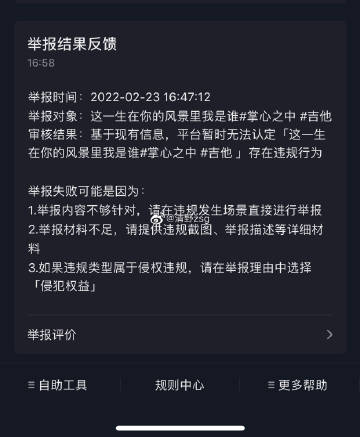 举报结果反馈
16:58
举报时间：2022-02-23 16:47:12
举报对象：这一生在你的风景里我是谁#掌心之中 #吉他
审核结果：基于现有信息，平台暂时无法认定「这一生
在你的风景里我是谁#掌心之中 #吉他 」存在违规行为
举报失败可能是因为：
1.举报内容不够针对，请在违规发生场景直接进行举报
2.举报材料不足，请提供违规截图、举报描述等详细材
料
3.如果违规类型属于侵权违规，请在举报理由中选择
「侵犯权益」
举报评价
自助工具
规则中心
更多帮助